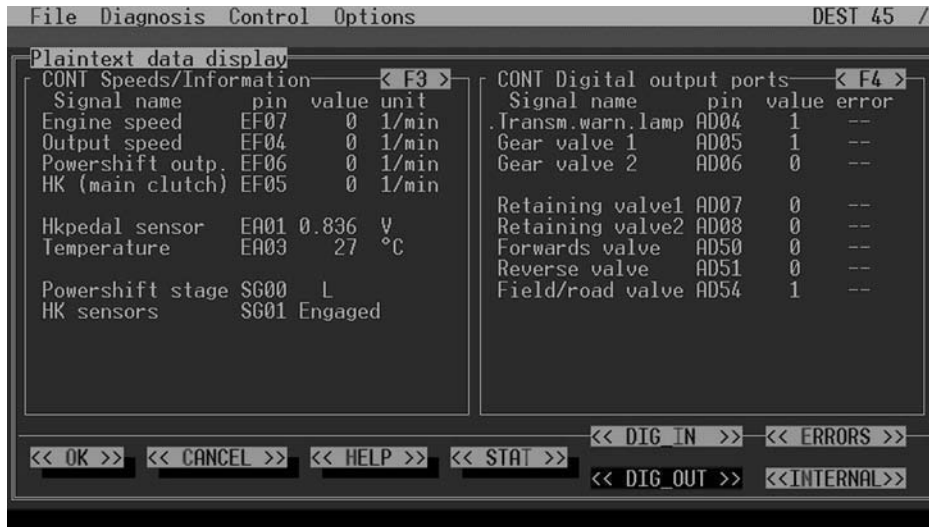 File Diagnosis Control Options DEST 45 /
Plaintext data display
CONT Speeds/Information < F3 >
Signal name pin value unit
Engine speed EF07 0 1/min
Output speed EF04 0 1/min
Powershift outp. EF06 0 1/min
HK (main clutch) EF05 0 1/min
Hkpedal sensor EA01 0.836 V
Temperature EA03 27 °C
Powershift stage SG00 L
HK sensors SG01 Engaged
CONT Digital output ports < F4 >
Signal name pin value error
.Transm.warn.lamp AD04 1 --
Gear valve 1 AD05 1 --
Gear valve 2 AD06 0 --
Retaining valve1 AD07 0 --
Retaining valve2 AD08 0 --
Forwards valve AD50 0 --
Reverse valve AD51 0 --
Field/road valve AD54 1 --
<< DIG_IN >> << ERRORS >>
<< OK >> << CANCEL >> << HELP >> << STAT >>
<< DIG_OUT >> <<INTERNAL>>